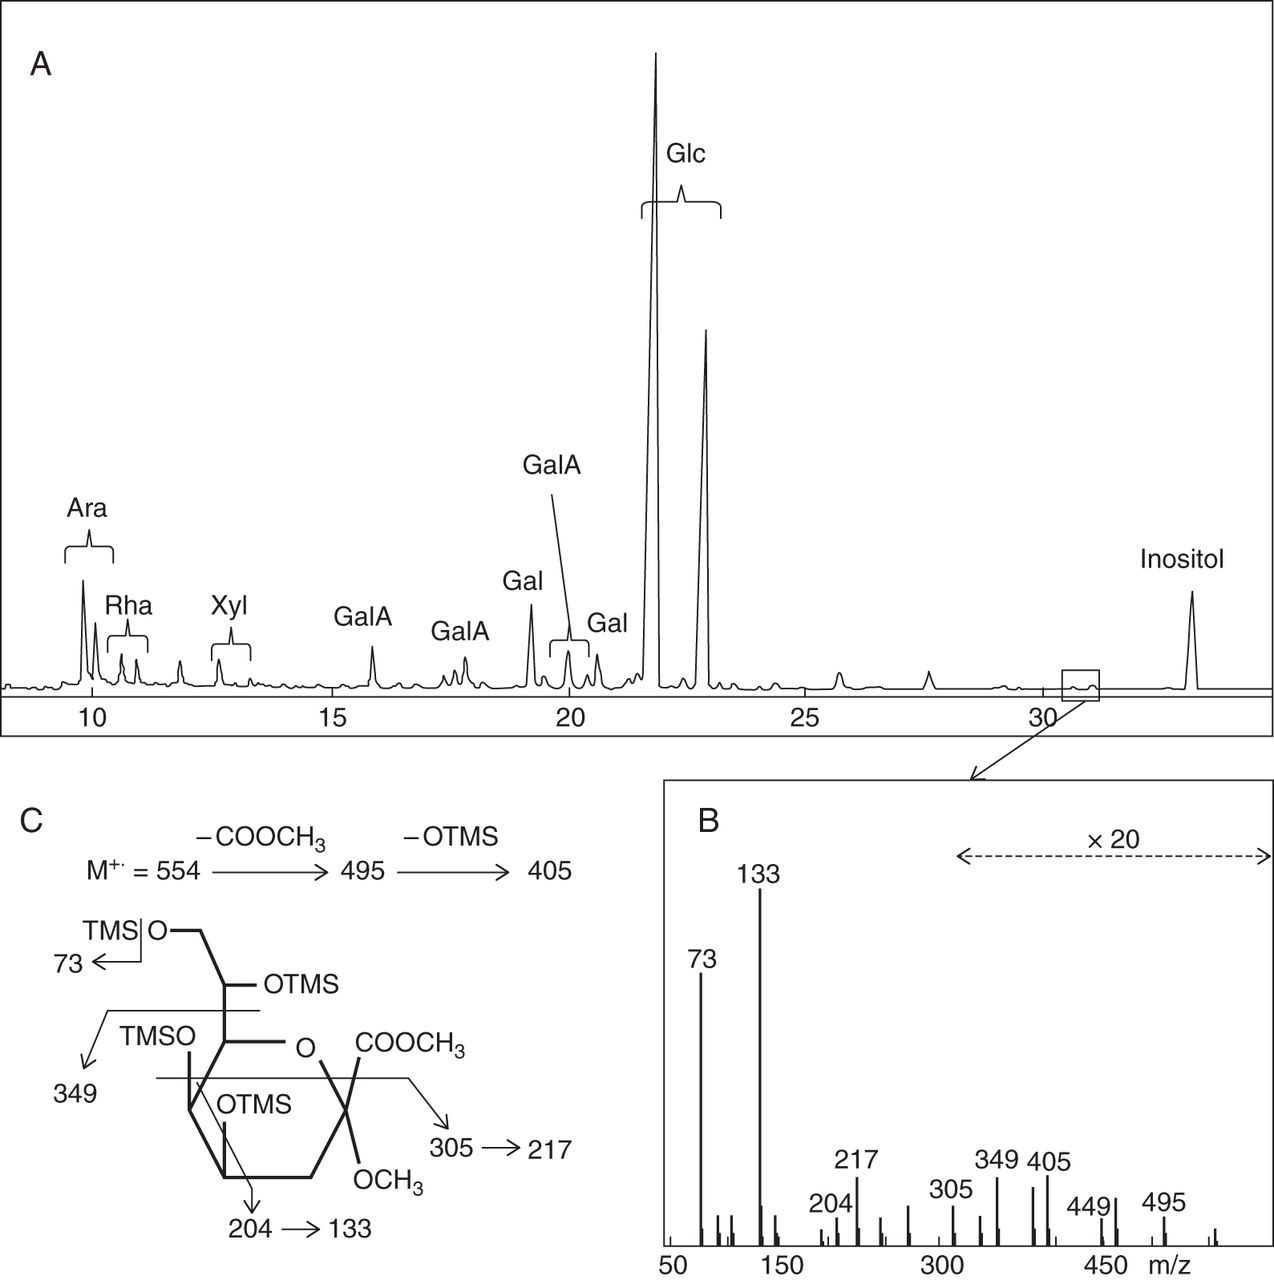 A
Glc
GalA
Ara
Inositol
Gal
Rha
Xyl
GalA
GalA
Gal
10 15 20 25 30
C
B
–COOCH3 –OTMS
M+· = 554 495 405
× 20
133
73
TMSO
73
OTMS
TMSO
O
COOCH3
349
OTMS
305 217
OCH3
204 133
217
349 405
305
204
449
495
50 150 300 450 m/z